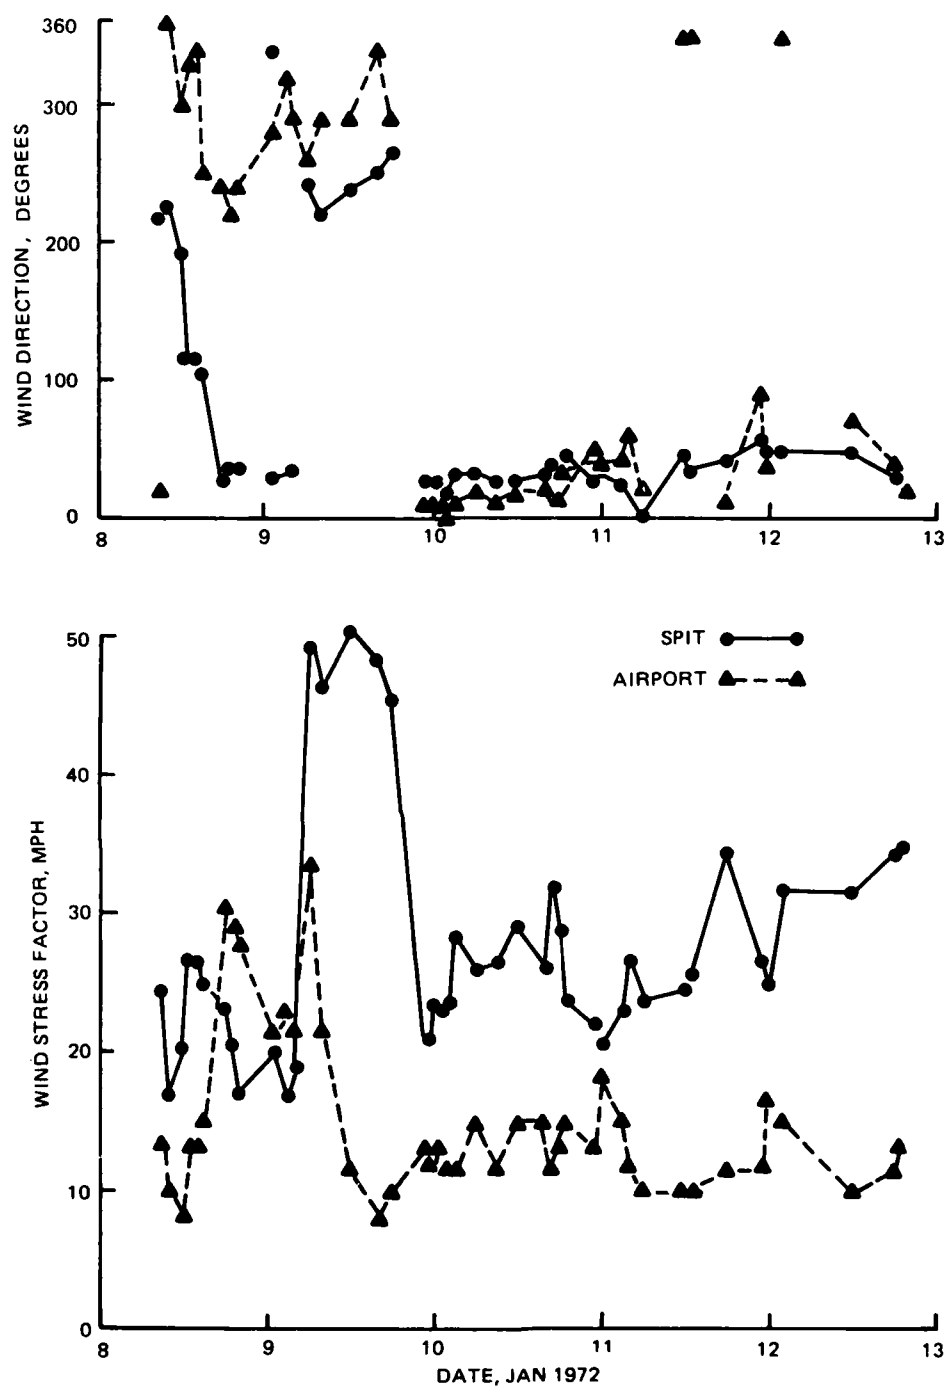 360
300
200
100
0
WIND DIRECTION, DEGREES
8 9 10 11 12 13
50
40
30
20
10
0
WIND STRESS FACTOR, MPH
SPIT
AIRPORT
8 9 10 11 12 13
DATE, JAN 1972